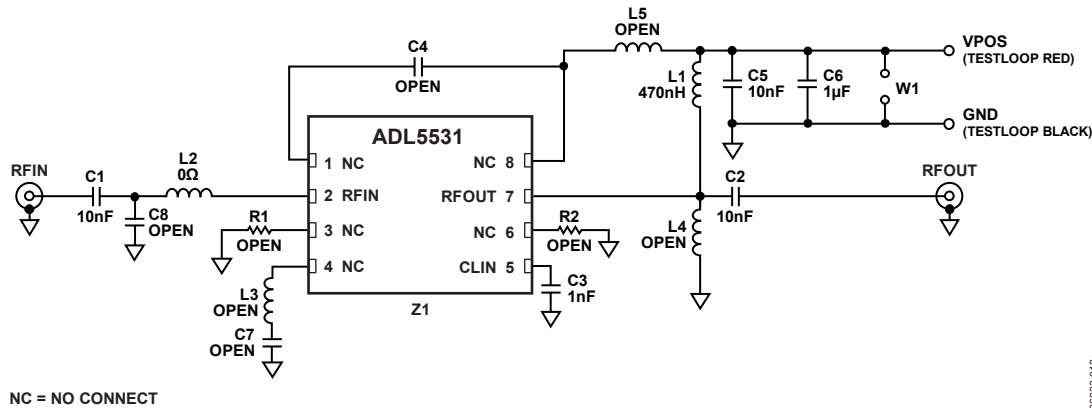 L5
OPEN
C4
OPEN
VPOS
(TESTLOOP RED)
L1
470nH
C5
10nF
C6
1µF
W1
GND
(TESTLOOP BLACK)
ADL5531
RFIN
C1
10nF
L2
0Ω
C8
OPEN
1 NC
NC 8
2 RFIN
RFOUT 7
3 NC
NC 6
4 NC
CLIN 5
R1
OPEN
R2
OPEN
L4
OPEN
C2
10nF
RFOUT
L3
OPEN
C7
OPEN
C3
1nF
Z1
NC = NO CONNECT